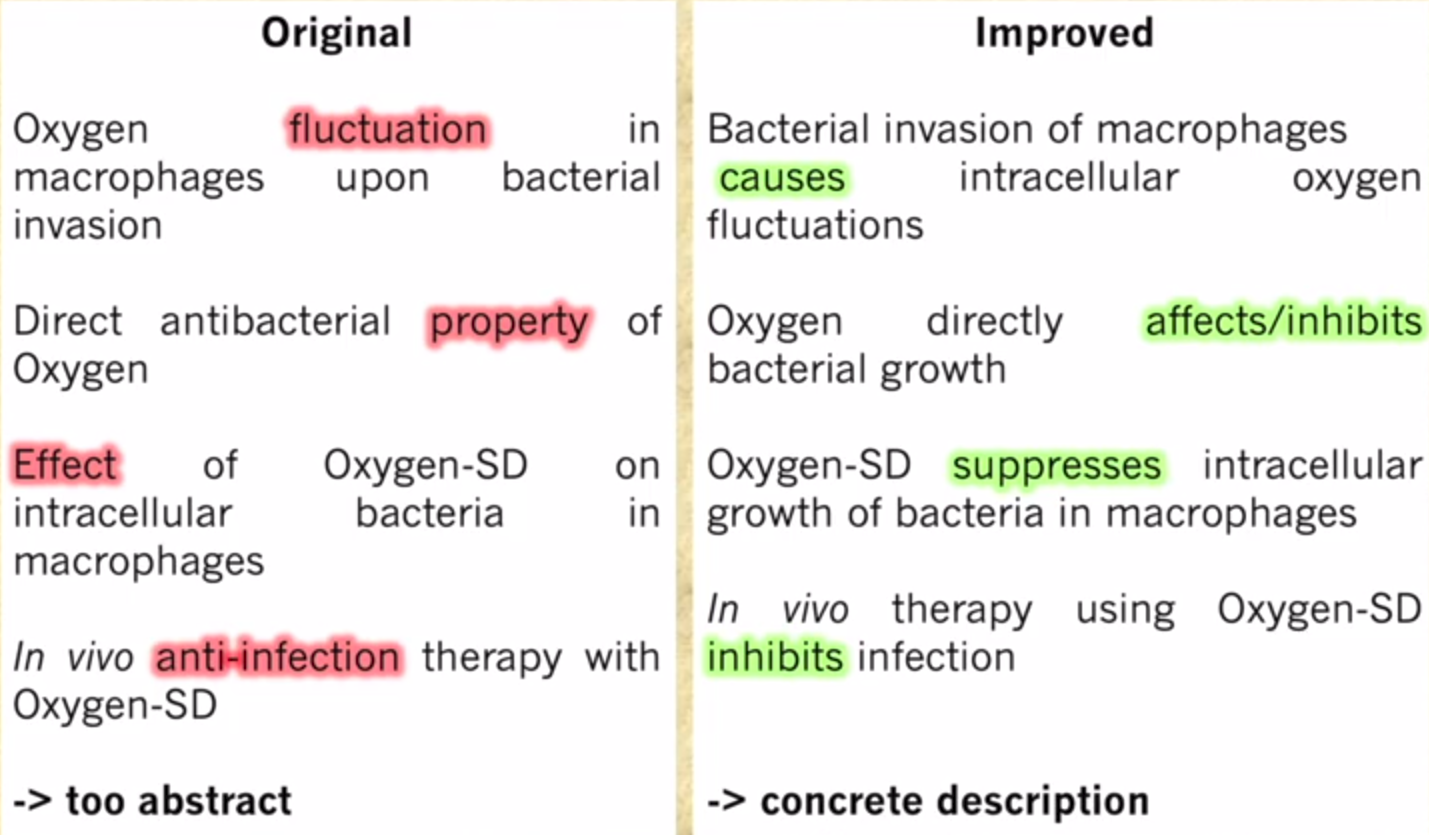 Original
Oxygen fluctuation in
macrophages upon bacterial
invasion
Direct antibacterial property of
Oxygen
Effect of Oxygen-SD on
intracellular bacteria in
macrophages
In vivo anti-infection therapy with
Oxygen-SD
-> too abstract
Improved
Bacterial invasion of macrophages
causes intracellular oxygen
fluctuations
Oxygen directly affects/inhibits
bacterial growth
Oxygen-SD suppresses intracellular
growth of bacteria in macrophages
In vivo therapy using Oxygen-SD
inhibits infection
-> concrete description